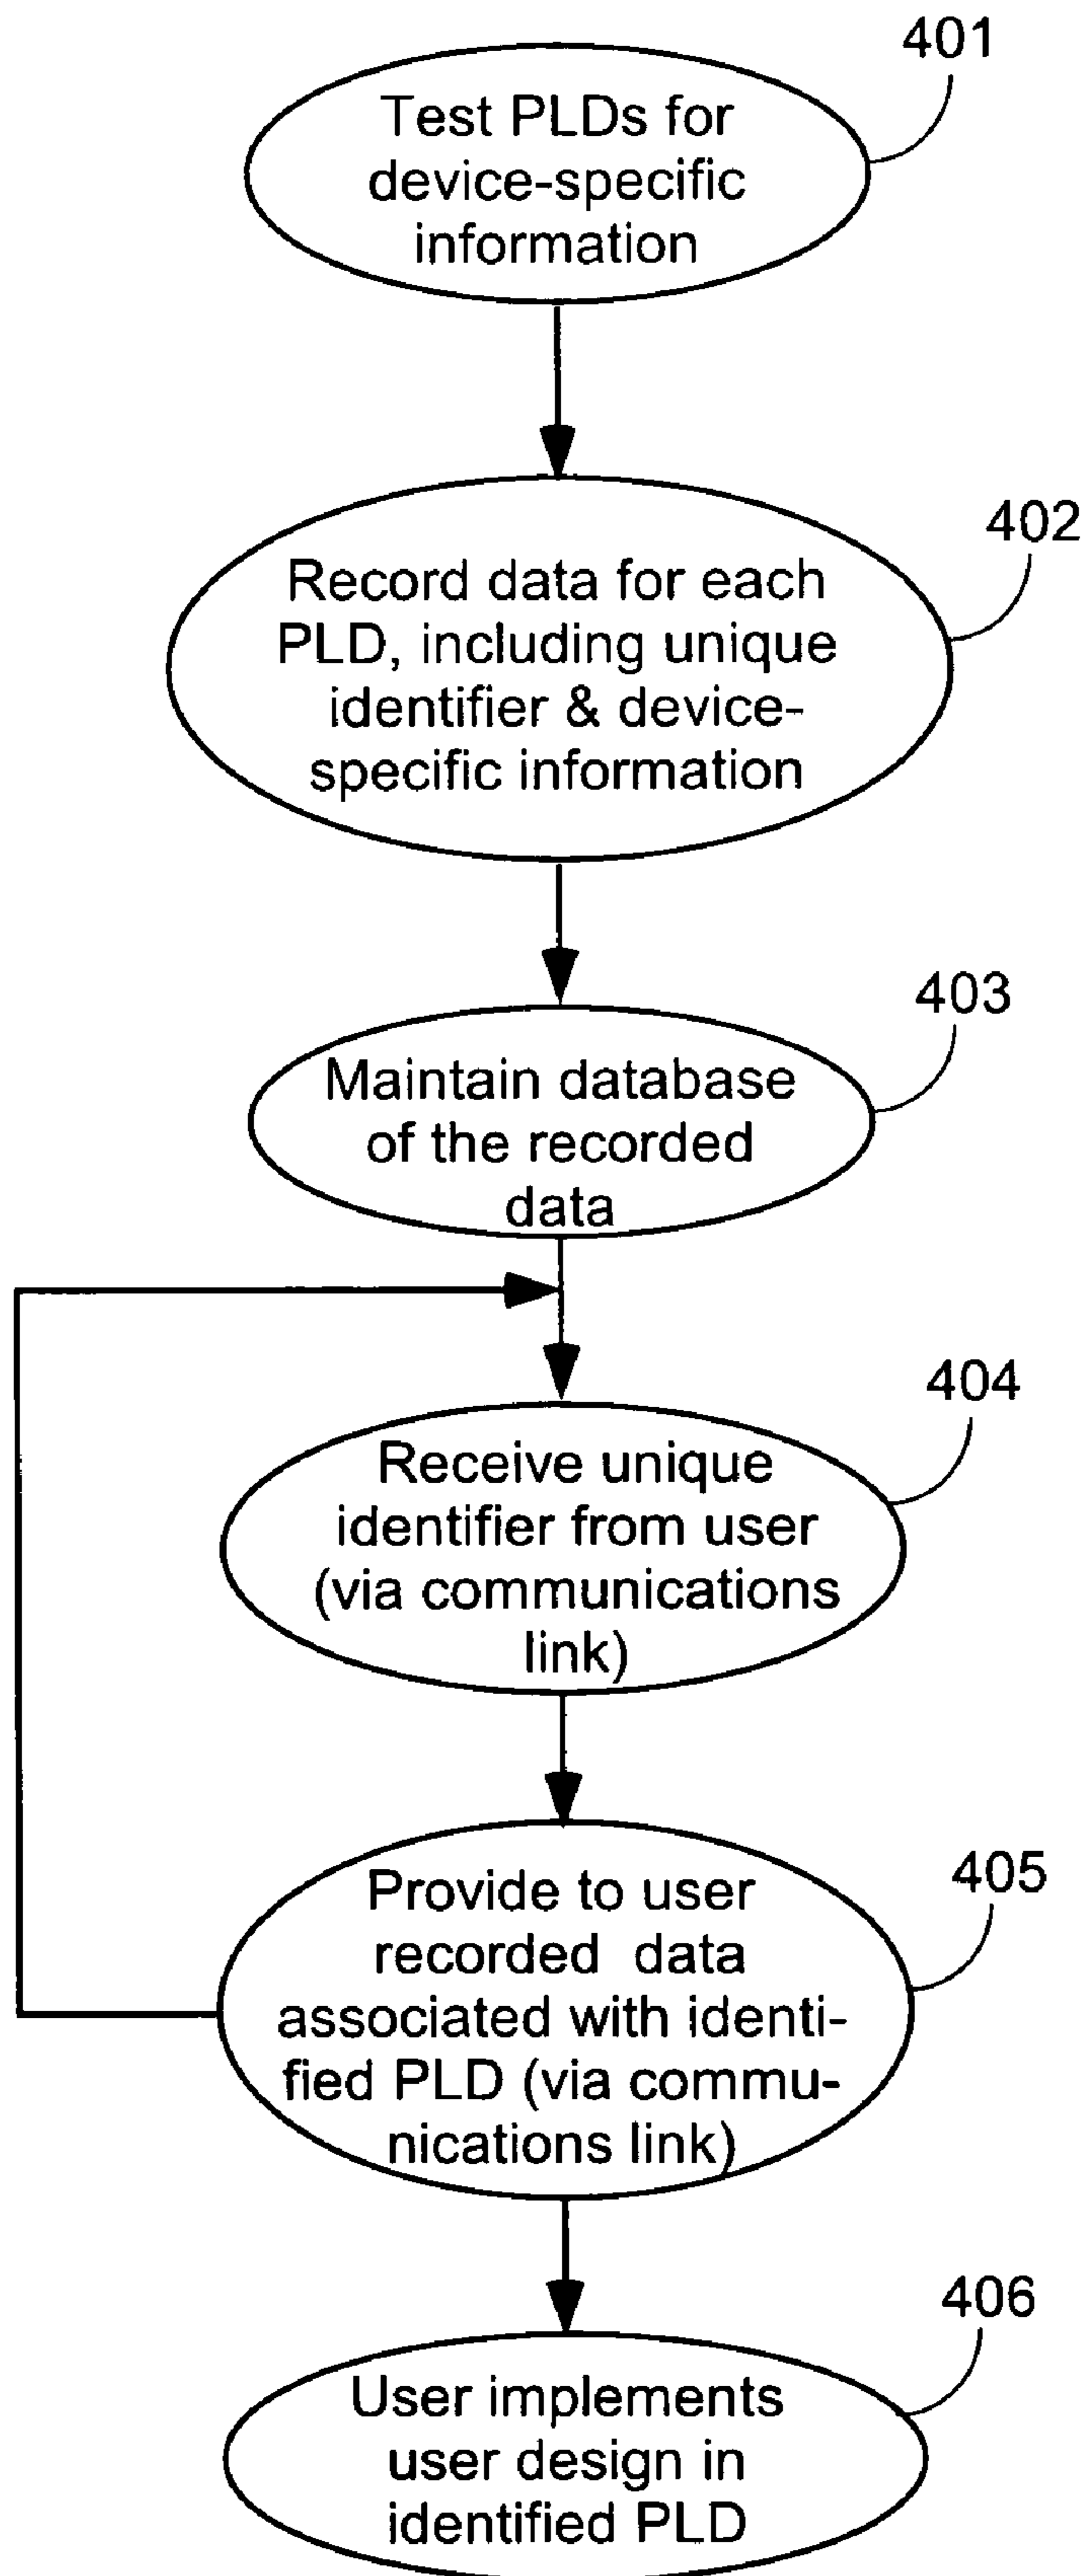 401
Test PLDs for
device-specific
information
402
Record data for each
PLD, including unique
identifier & device-
specific information
403
Maintain database
of the recorded
data
404
Receive unique
identifier from user
(via communications
link)
405
Provide to user
recorded data
associated with identi-
fied PLD (via commu-
nications link)
406
User implements
user design in
identified PLD